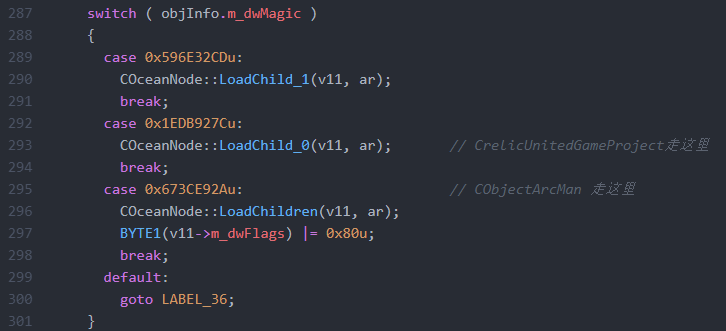 287 switch ( objInfo.m_dwMagic )
288 {
289 case 0x596E32CDu:
290 COceanNode::LoadChild_1(v11, ar);
291 break;
292 case 0x1EDB927Cu:
293 COceanNode::LoadChild_0(v11, ar); // CrelicUnitedGameProject走这里
294 break;
295 case 0x673CE92Au: // CObjectArcMan 走这里
296 COceanNode::LoadChildren(v11, ar);
297 BYTE1(v11->m_dwFlags) |= 0x80u;
298 break;
299 default:
300 goto LABEL_36;
301 }